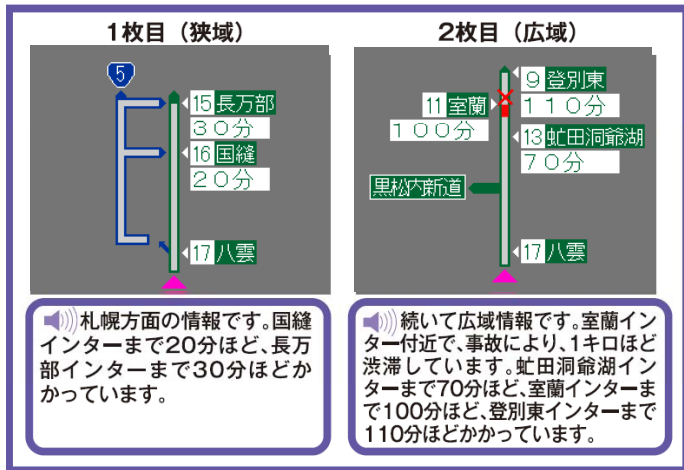 1枚目（狭域）
5
15 長万部
30分
16 国縫
20分
17 八雲
札幌方面の情報です。国縫
インターまで20分ほど、長万
部インターまで30分ほどか
かっています。
2枚目（広域）
9 登別東
110分
11 室蘭
100分
13 虻田洞爺湖
70分
黒松内新道
17 八雲
続いて広域情報です。室蘭イン
ター付近で、事故により、1キロほど
渋滞しています。虻田洞爺湖イン
ターまで70分ほど、室蘭インターま
で100分ほど、登別東インターまで
110分ほどかかっています。